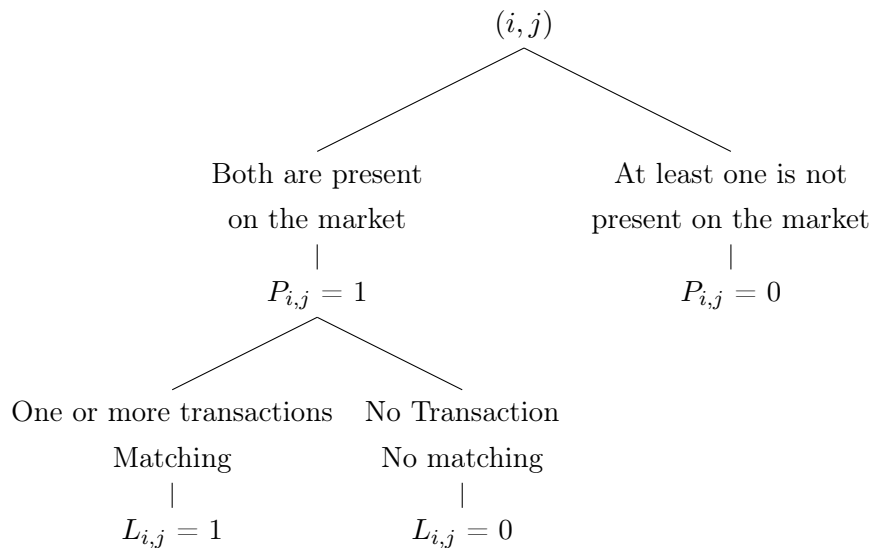 (i, j)
Both are present
on the market
At least one is not
present on the market
P_{i,j} = 1
P_{i,j} = 0
One or more transactions
Matching
No Transaction
No matching
L_{i,j} = 1
L_{i,j} = 0